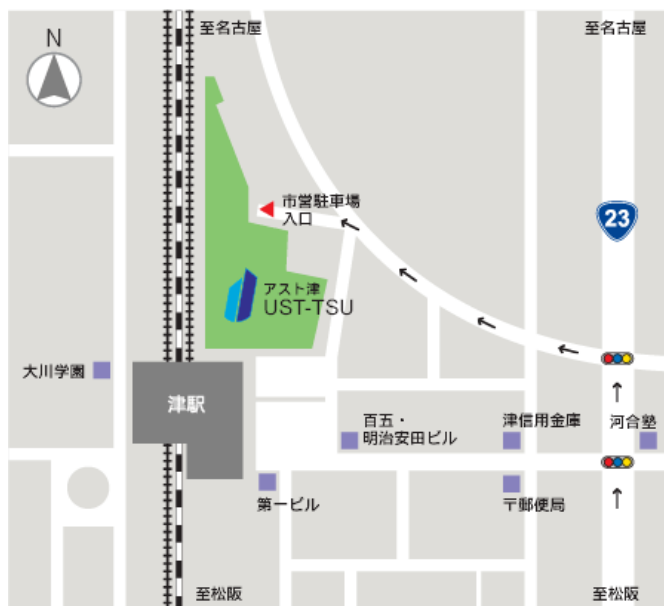 N
至名古屋
至名古屋
市営駐車場
入口
23
アスト津
UST-TSU
大川学園
津駅
百五・
明治安田ビル
津信用金庫
河合塾
第一ビル
〒郵便局
至松阪
至松阪